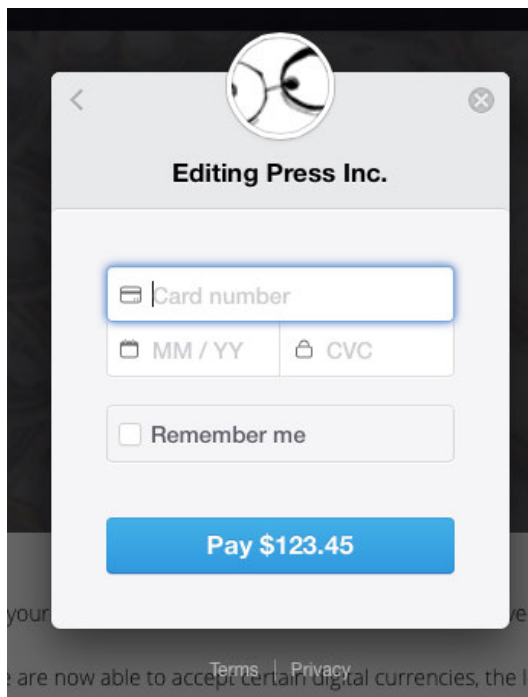 Editing Press Inc.
Card number
MM / YY CVC
Remember me
Pay $123.45
your ve
Terms | Privacy
e are now able to accept certain digital currencies, the l